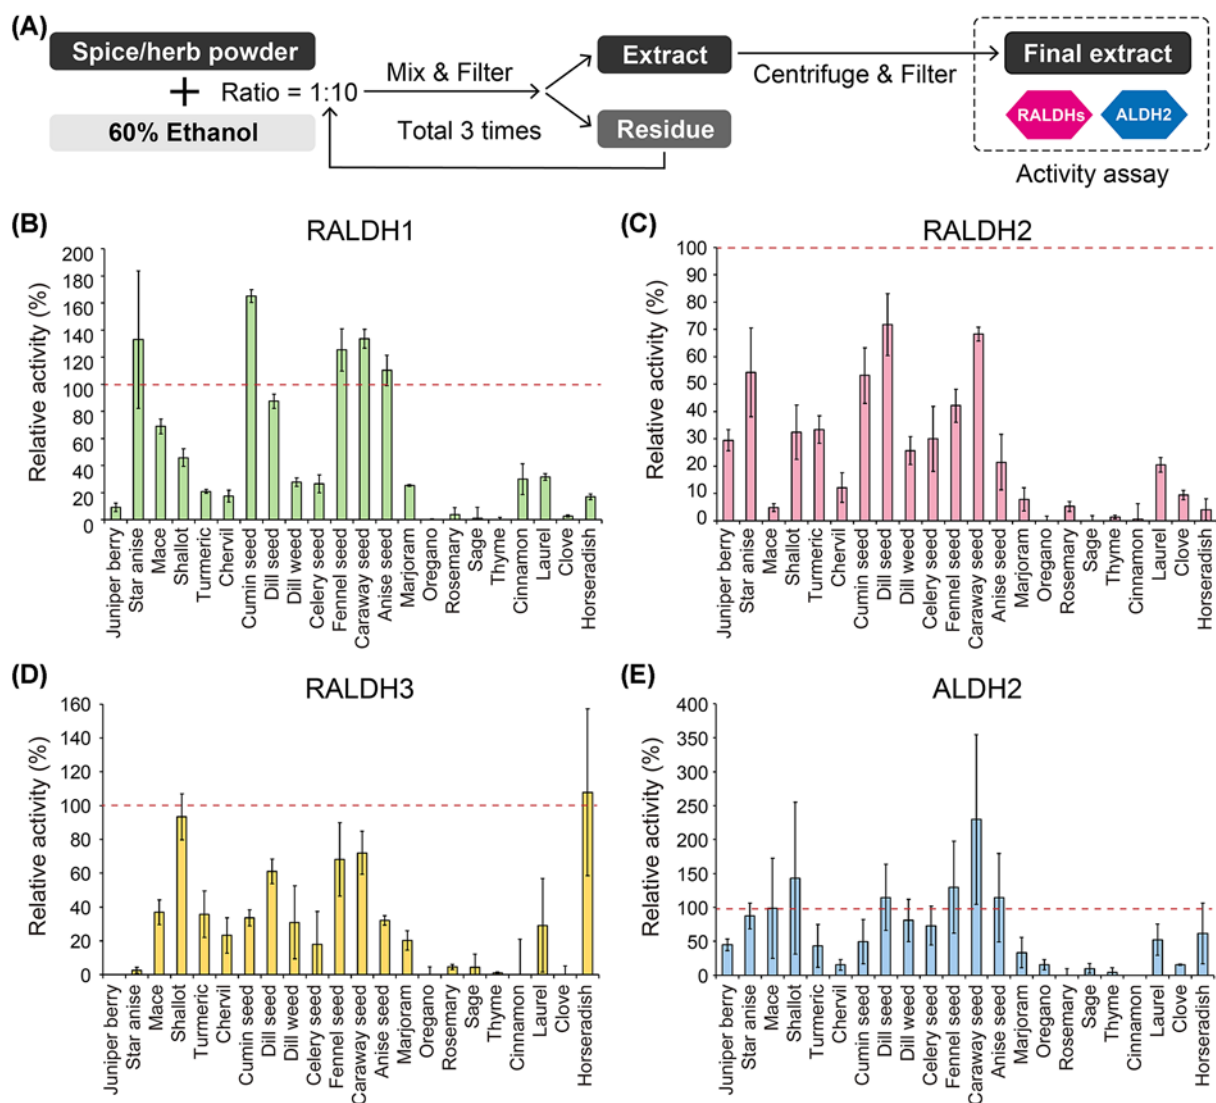 (A)
Spice/herb powder
+
Ratio = 1:10
60% Ethanol
Mix & Filter
Total 3 times
Extract
Residue
Centrifuge & Filter
Final extract
RALDHs
ALDH2
Activity assay
(B)
RALDH1
Relative activity (%)
200
180
160
140
120
100
80
60
40
20
0
Juniper berry
Star anise
Mace
Shallot
Turmeric
Chervil
Cumin seed
Dill seed
Dill weed
Celery seed
Fennel seed
Caraway seed
Anise seed
Marjoram
Oregano
Rosemary
Sage
Thyme
Cinnamon
Laurel
Clove
Horseradish
(C)
RALDH2
Relative activity (%)
100
90
80
70
60
50
40
30
20
10
0
Juniper berry
Star anise
Mace
Shallot
Turmeric
Chervil
Cumin seed
Dill seed
Dill weed
Celery seed
Fennel seed
Caraway seed
Anise seed
Marjoram
Oregano
Rosemary
Sage
Thyme
Cinnamon
Laurel
Clove
Horseradish
(D)
RALDH3
Relative activity (%)
160
140
120
100
80
60
40
20
0
Juniper berry
Star anise
Mace
Shallot
Turmeric
Chervil
Cumin seed
Dill seed
Dill weed
Celery seed
Fennel seed
Caraway seed
Anise seed
Marjoram
Oregano
Rosemary
Sage
Thyme
Cinnamon
Laurel
Clove
Horseradish
(E)
ALDH2
Relative activity (%)
400
350
300
250
200
150
100
50
0
Juniper berry
Star anise
Mace
Shallot
Turmeric
Chervil
Cumin seed
Dill seed
Dill weed
Celery seed
Fennel seed
Caraway seed
Anise seed
Marjoram
Oregano
Rosemary
Sage
Thyme
Cinnamon
Laurel
Clove
Horseradish